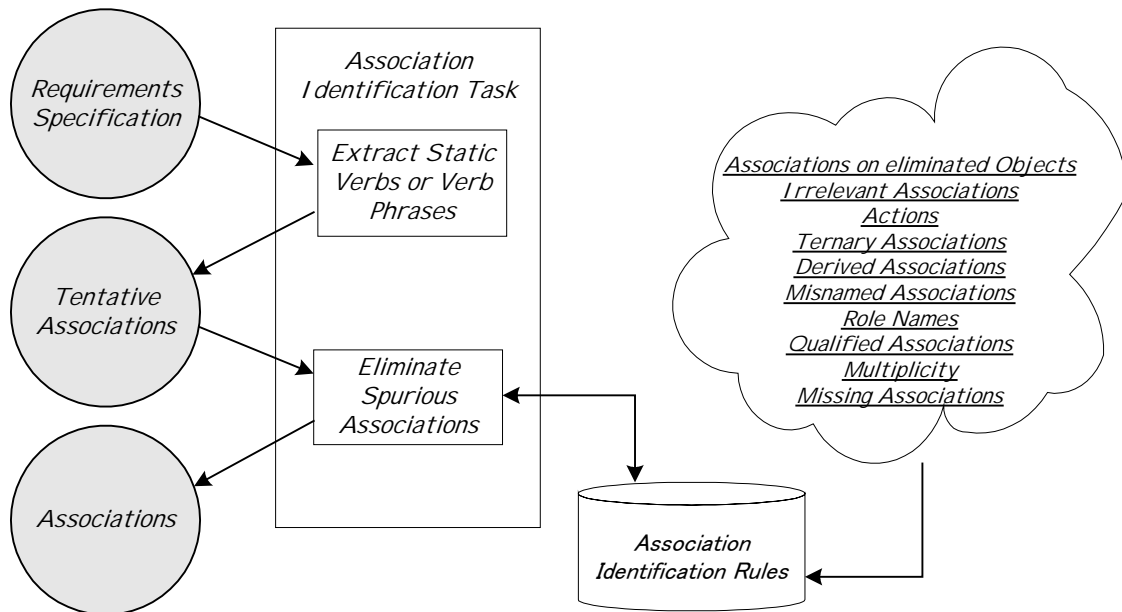 Requirements
Specification
Association
Identification Task
Extract Static
Verbs or Verb
Phrases
Tentative
Associations
Eliminate
Spurious
Associations
Associations
Associations on eliminated Objects
Irrelevant Associations
Actions
Ternary Associations
Derived Associations
Misnamed Associations
Role Names
Qualified Associations
Multiplicity
Missing Associations
Association
Identification Rules